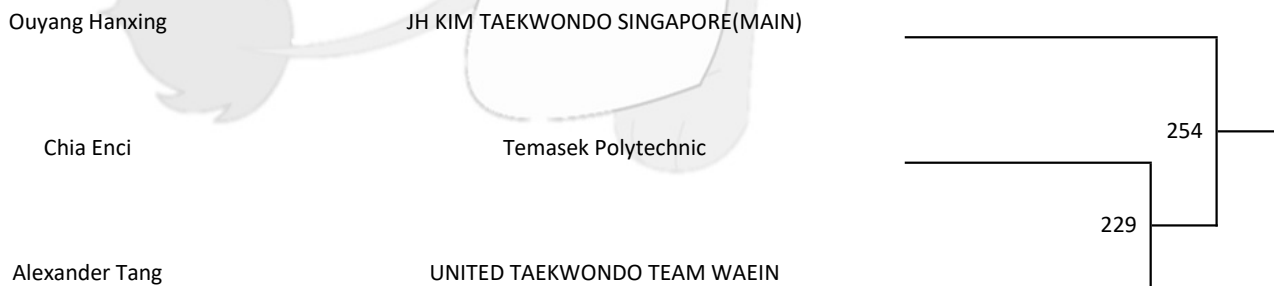 Ouyang Hanxing JH KIM TAEKWONDO SINGAPORE(MAIN)
254
Chia Enci Temasek Polytechnic
229
Alexander Tang UNITED TAEKWONDO TEAM WAEIN